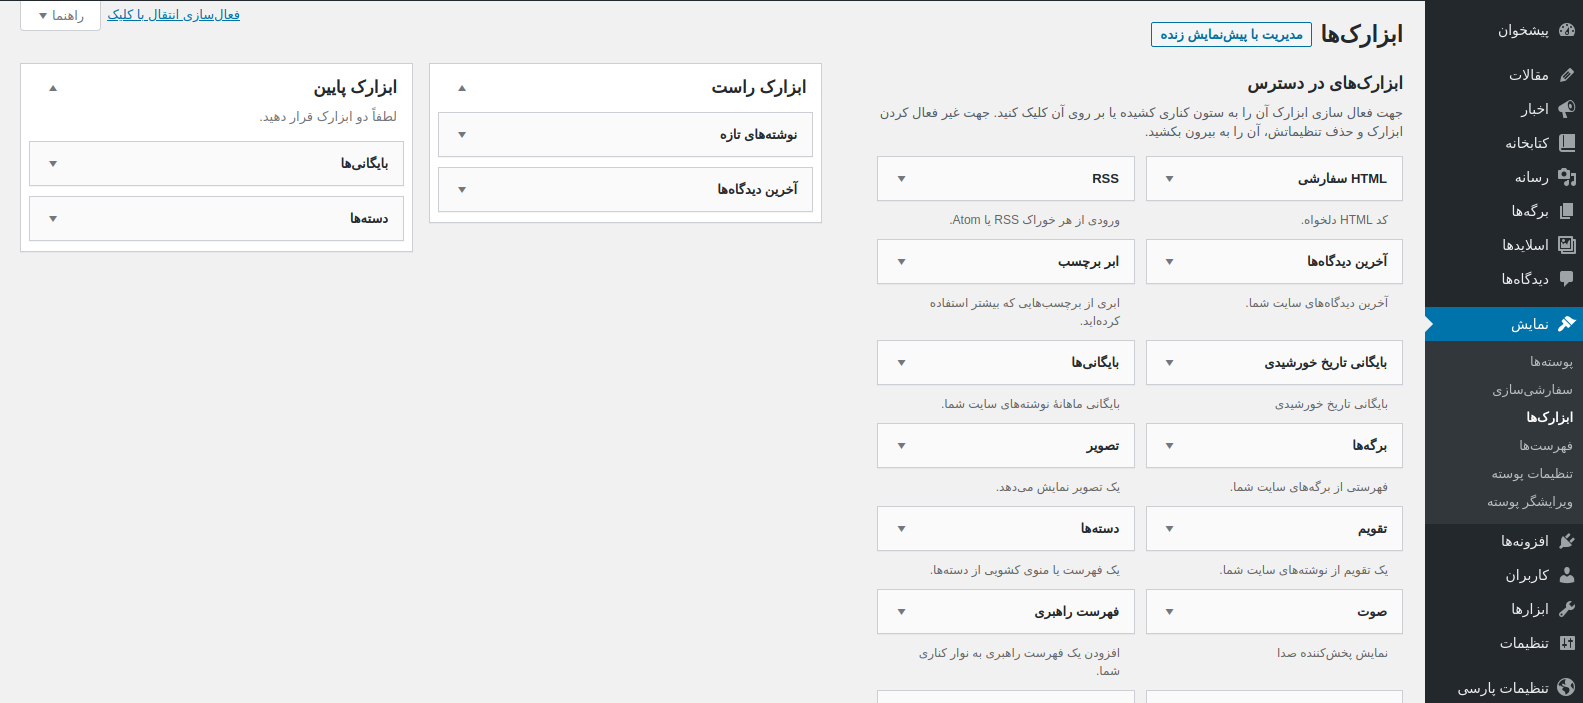 پیشخوان
مقالات
اخبار
کتابخانه
رسانه
برگه‌ها
اسلایدها
دیدگاه‌ها
نمایش
پوسته‌ها
سفارشی‌سازی
ابزارک‌ها
فهرست‌ها
تنظیمات پوسته
ویرایشگر پوسته
افزونه‌ها
کاربران
ابزارها
تنظیمات
تنظیمات پارسی
فعال‌سازی انتقال با کلیک
راهنما
ابزارک‌ها
مدیریت با پیش‌نمایش زنده
ابزارک‌های در دسترس
جهت فعال سازی ابزارک آن را به ستون کناری کشیده یا بر روی آن کلیک کنید. جهت غیر فعال کردن
ابزارک و حذف تنظیماتش، آن را به بیرون بکشید.
HTML سفارشی
کد HTML دلخواه.
RSS
ورودی از هر خوراک RSS یا Atom.
آخرین دیدگاه‌ها
آخرین دیدگاه‌های سایت شما.
ابر برچسب
ابری از برچسب‌هایی که بیشتر استفاده
کرده‌اید.
بایگانی تاریخ خورشیدی
بایگانی تاریخ خورشیدی
بایگانی‌ها
بایگانی ماهانهٔ نوشته‌های سایت شما.
برگه‌ها
فهرستی از برگه‌های سایت شما.
تصویر
یک تصویر نمایش می‌دهد.
تقویم
یک تقویم از نوشته‌های سایت شما.
دسته‌ها
یک فهرست یا منوی کشویی از دسته‌ها.
صوت
نمایش پخش‌کننده صدا
فهرست راهبری
افزودن یک فهرست راهبری به نوار کناری
شما.
ابزارک راست
نوشته‌های تازه
آخرین دیدگاه‌ها
ابزارک پایین
لطفاً دو ابزارک قرار دهید.
بایگانی‌ها
دسته‌ها